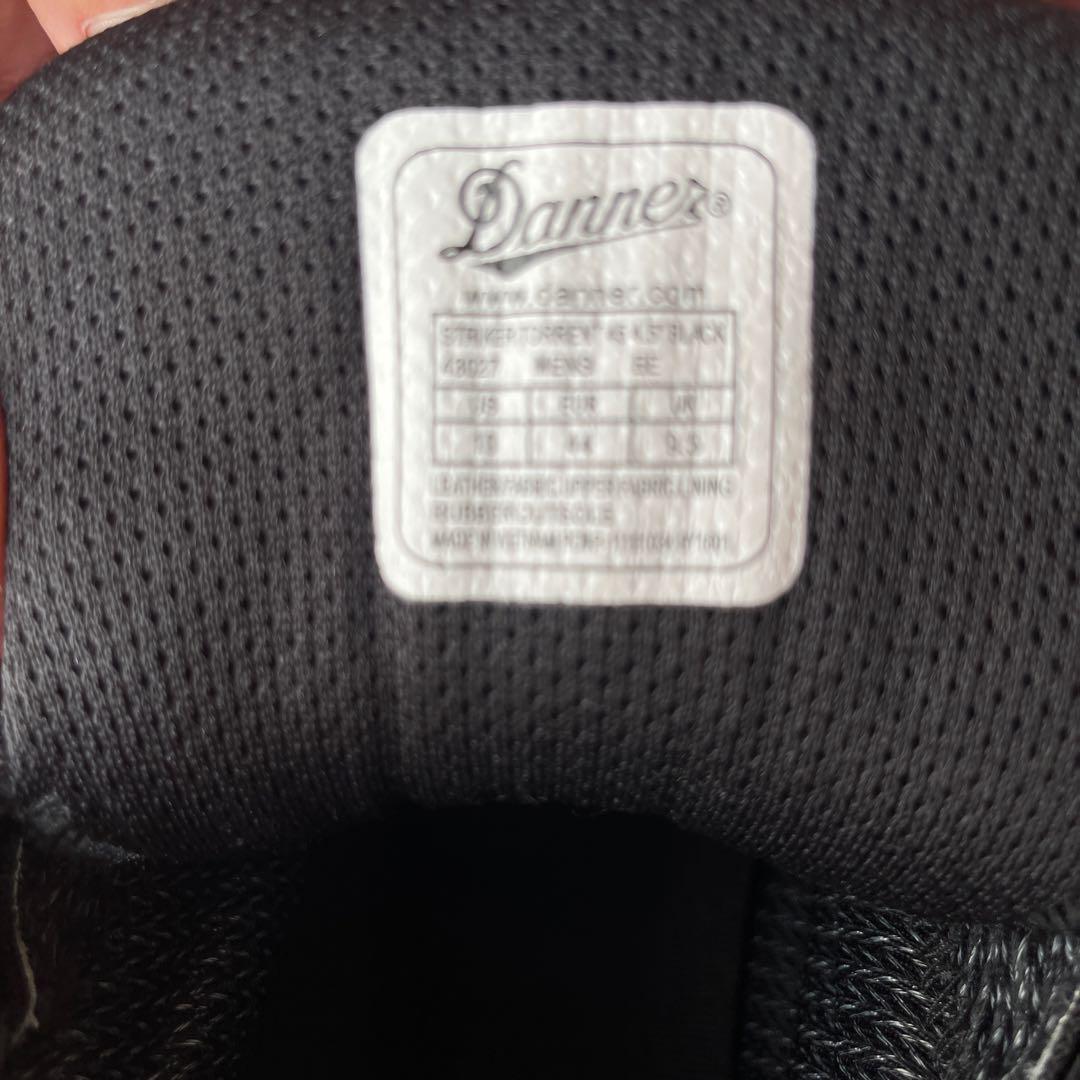 Danner®
www.danner.com
STRIKER TORRENT 45 4.5" BLACK
43027 MENS EE
US EUR UK
10 44 9.5
LEATHER/FABRIC UPPER FABRIC LINING
RUBBER OUTSOLE
MADE IN VIETNAM